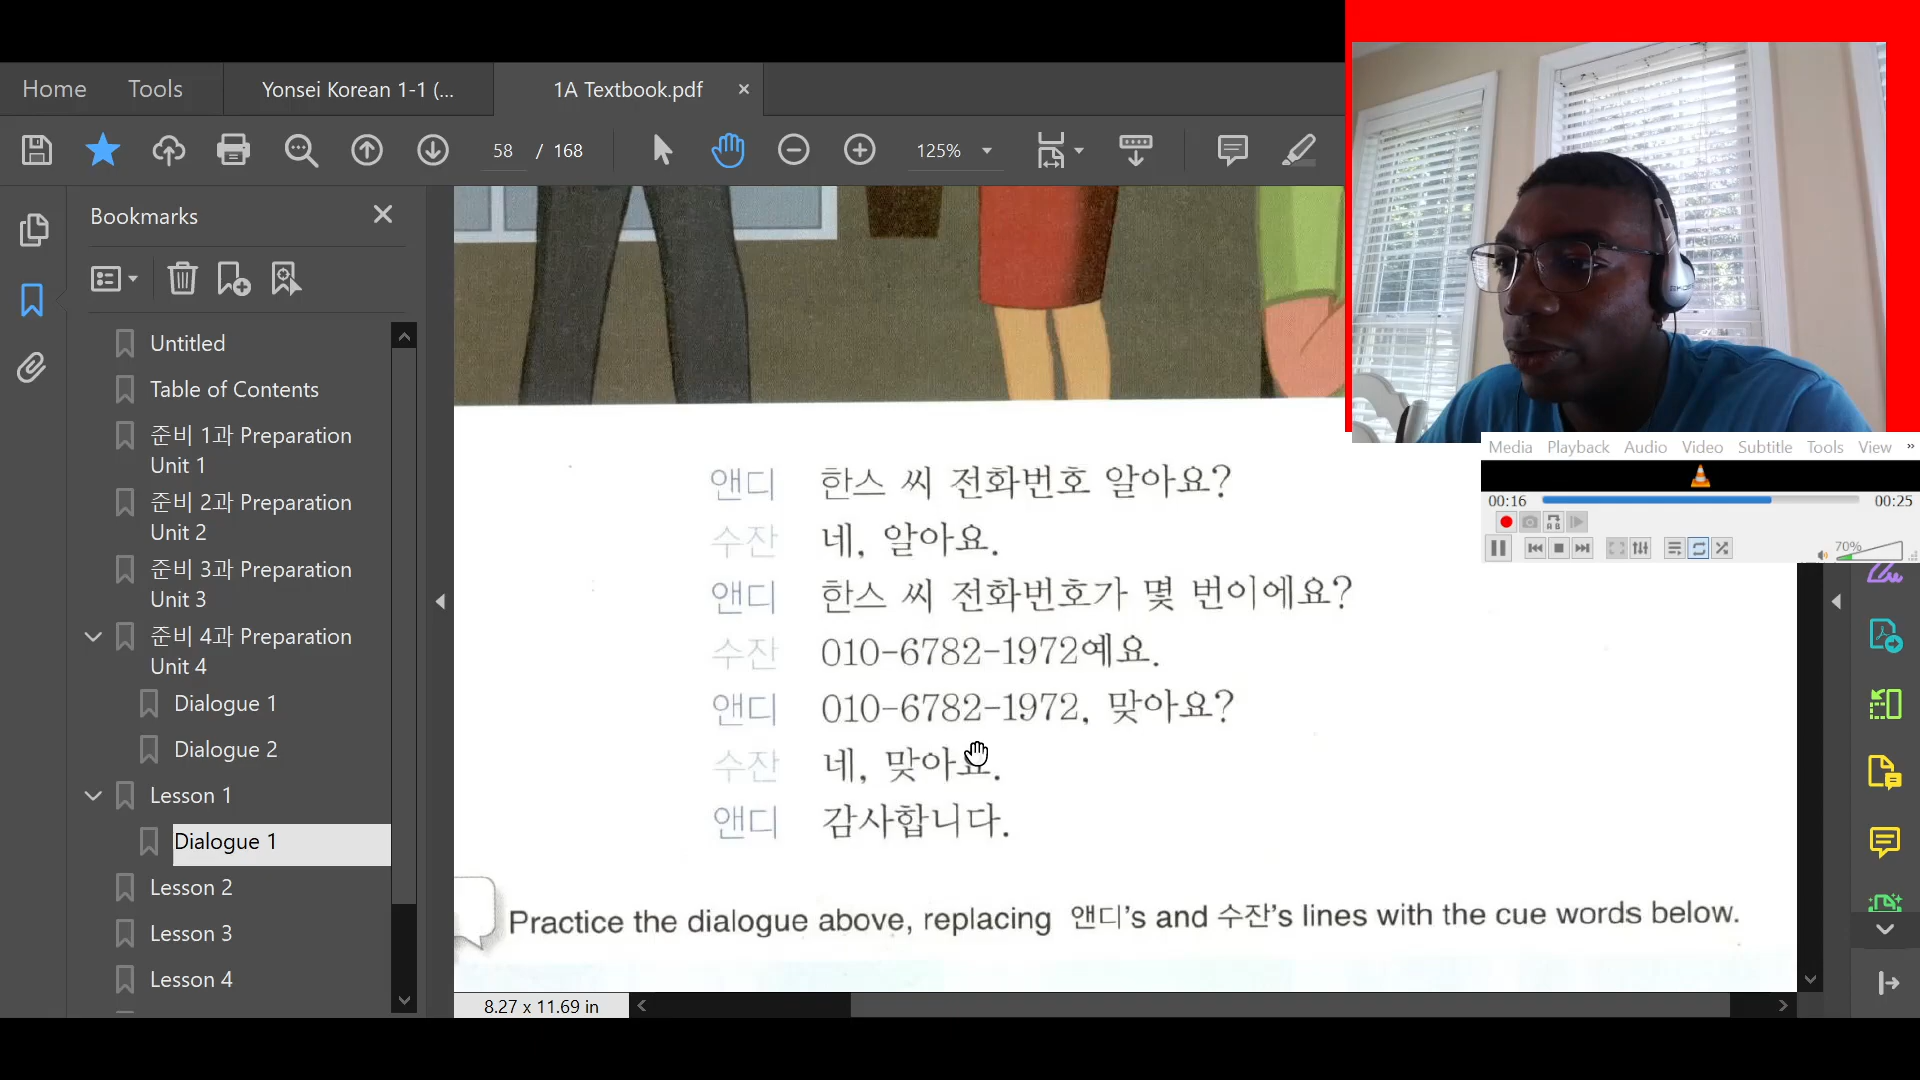 Home Tools Yonsei Korean 1-1 (... 1A Textbook.pdf
58 / 168 125%
Bookmarks
Untitled
Table of Contents
준비 1과 Preparation
Unit 1
준비 2과 Preparation
Unit 2
준비 3과 Preparation
Unit 3
준비 4과 Preparation
Unit 4
Dialogue 1
Dialogue 2
Lesson 1
Dialogue 1
Lesson 2
Lesson 3
Lesson 4
앤디 한스 씨 전화번호 알아요?
수잔 네, 알아요.
앤디 한스 씨 전화번호가 몇 번이에요?
수잔 010-6782-1972예요.
앤디 010-6782-1972, 맞아요?
수잔 네, 맞아요.
앤디 감사합니다.
Practice the dialogue above, replacing 앤디's and 수잔's lines with the cue words below.
8.27 x 11.69 in
Media Playback Audio Video Subtitle Tools View »
00:16 00:25
70%